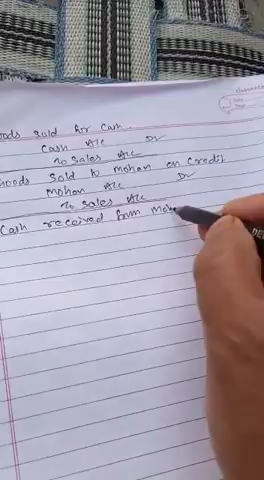 oods sold for cash
Cash A/c Dr
To Sales A/c
Goods sold to mohan on credit
Mohan A/c Dr
To Sales A/c
Cash received from Moh